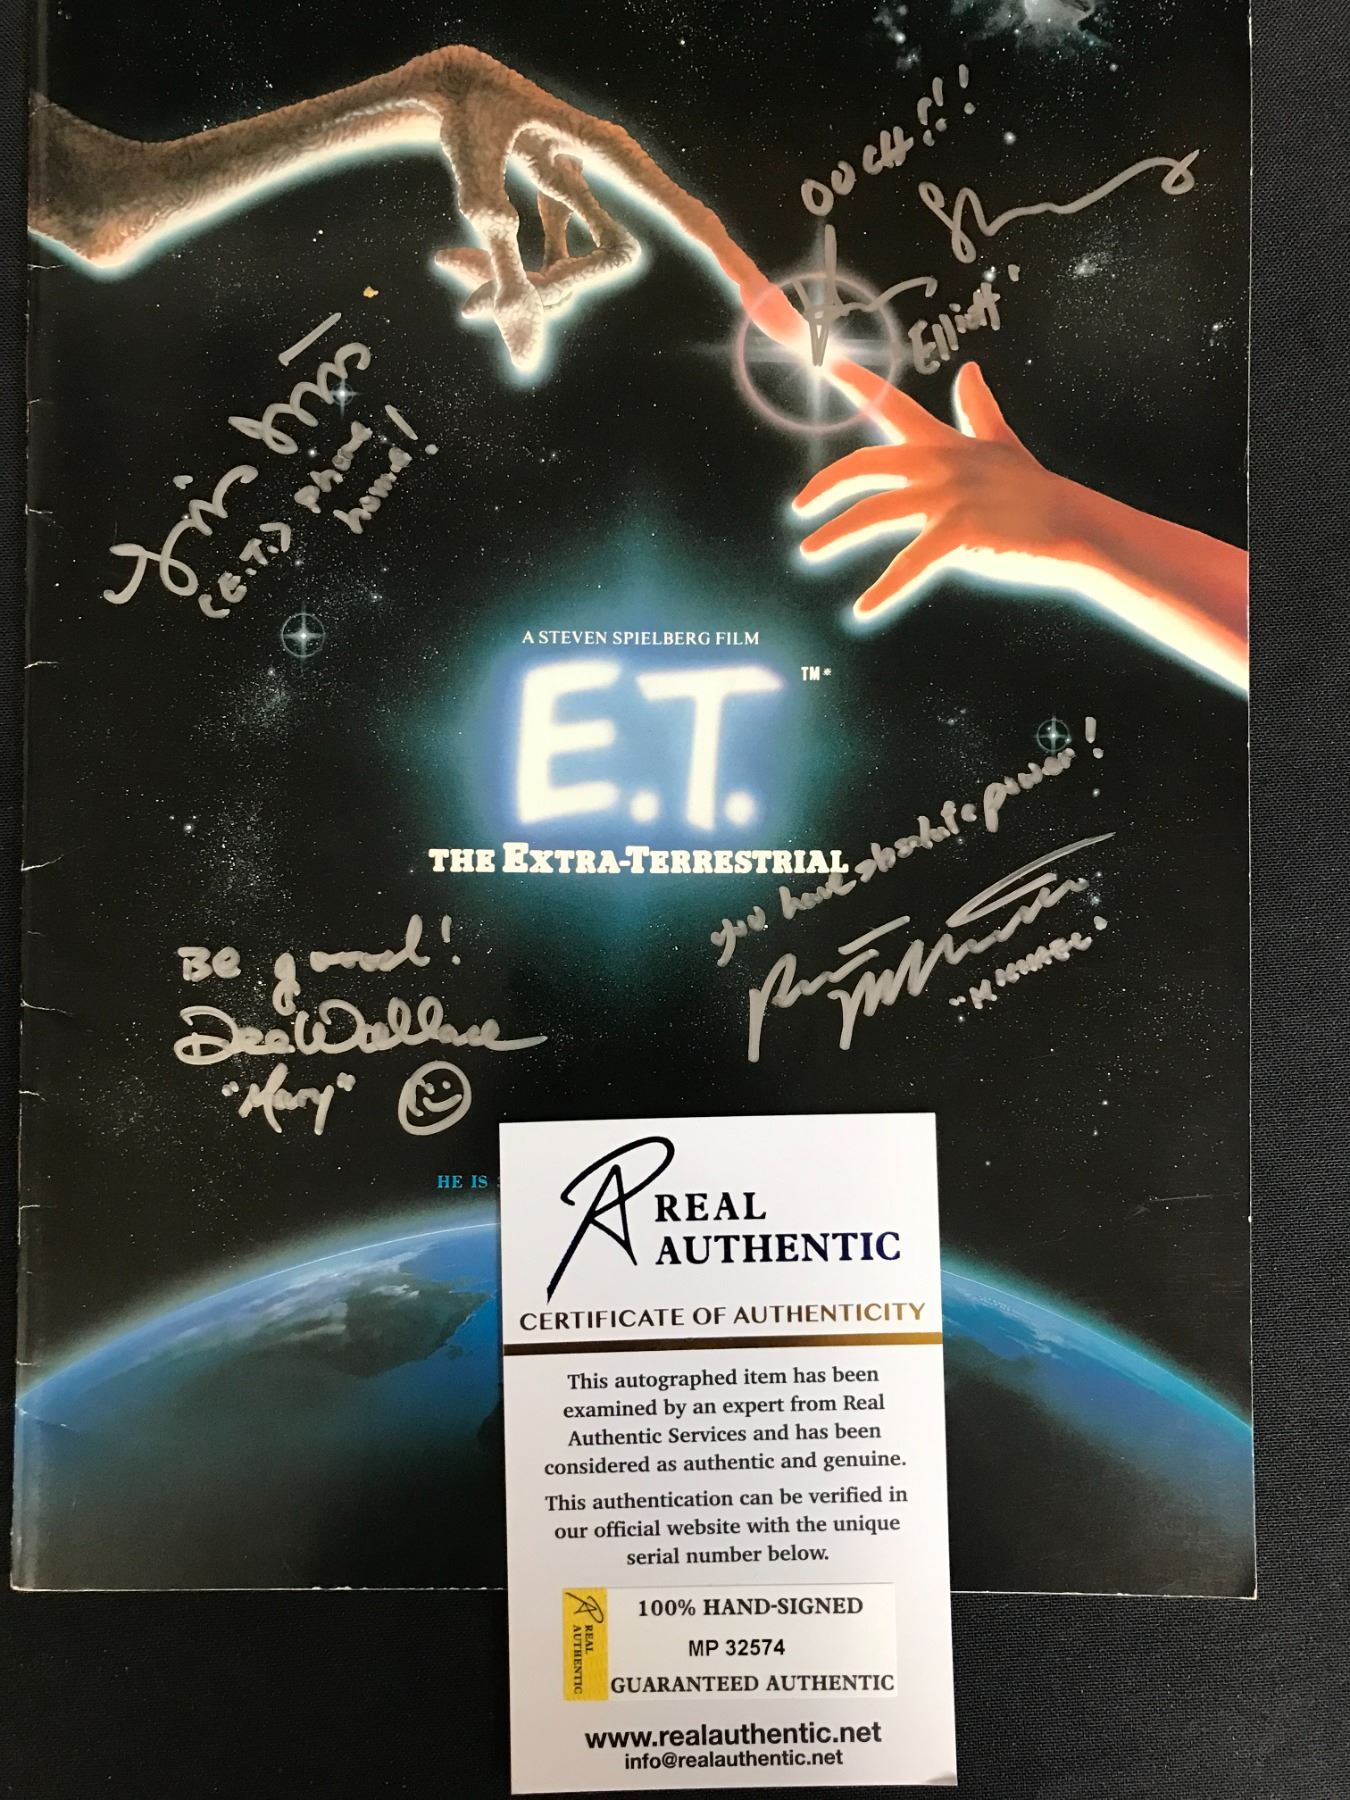 OUCH!!!
"Elliott"
(E.T.) phone
home!
A STEVEN SPIELBERG FILM
E.T.
TM*
THE EXTRA-TERRESTRIAL
you have absolute power!
"MICHAEL"
Be good!
Dee Wallace
"Mary"
HE IS
REAL
AUTHENTIC
CERTIFICATE OF AUTHENTICITY
This autographed item has been
examined by an expert from Real
Authentic Services and has been
considered as authentic and genuine.
This authentication can be verified in
our official website with the unique
serial number below.
REAL
AUTHENTIC
100% HAND-SIGNED
MP 32574
GUARANTEED AUTHENTIC
www.realauthentic.net
info@realauthentic.net